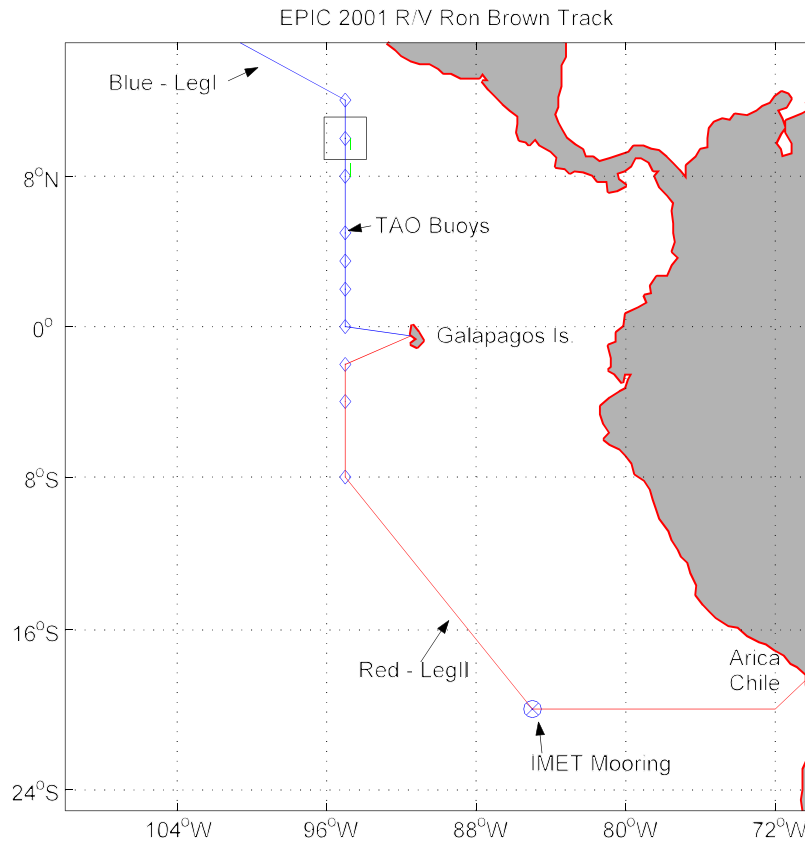 EPIC 2001 R/V Ron Brown Track
Blue - LegI
8°N
TAO Buoys
0°
Galapagos Is.
8°S
16°S
Red - LegII
Arica
Chile
IMET Mooring
24°S
104°W 96°W 88°W 80°W 72°W